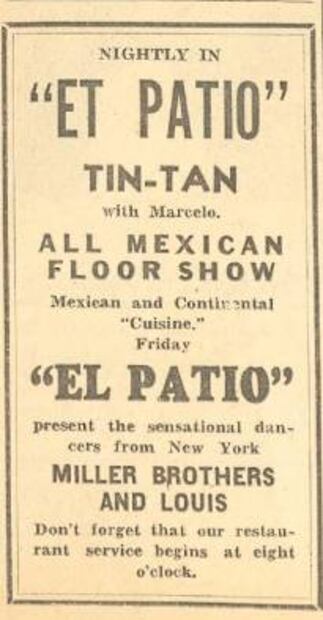 NIGHTLY IN
"ET PATIO"
TIN-TAN
with Marcelo.
ALL MEXICAN
FLOOR SHOW
Mexican and Continental
"Cuisine."
Friday
"EL PATIO"
present the sensational dan-
cers from New York
MILLER BROTHERS
AND LOUIS
Don't forget that our restau-
rant service begins at eight
o'clock.